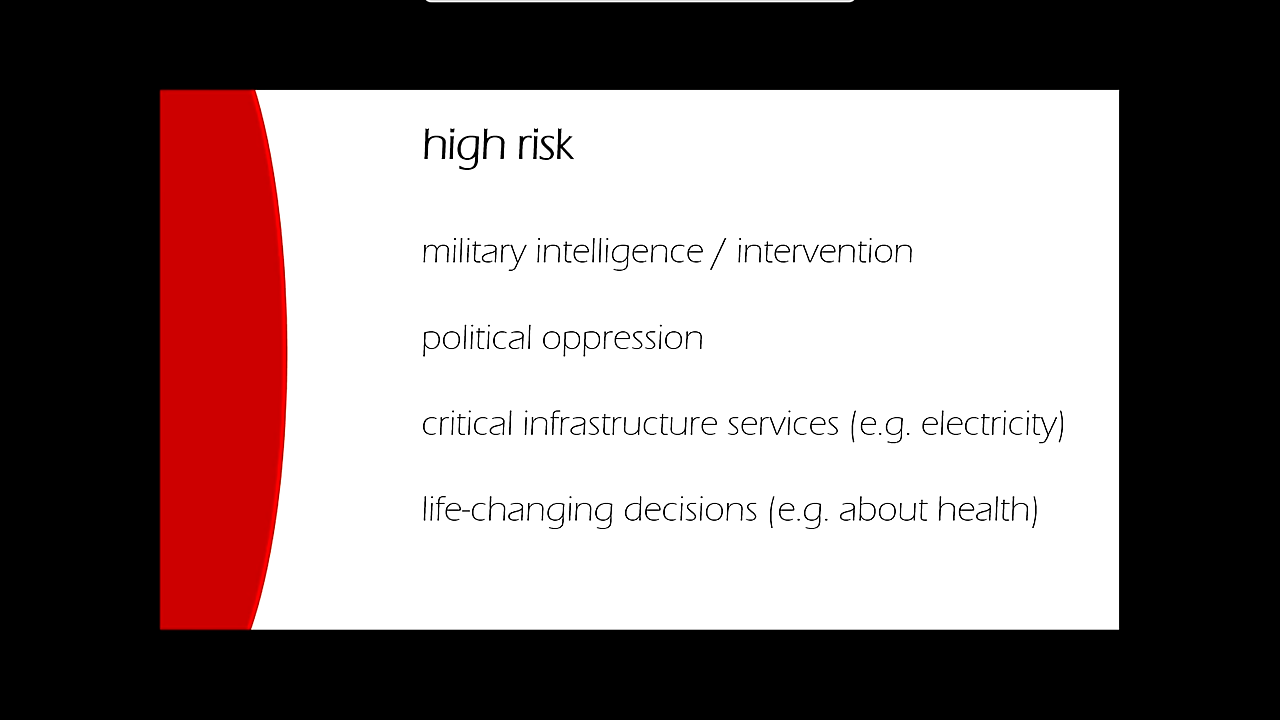 high risk
military intelligence / intervention
political oppression
critical infrastructure services (e.g. electricity)
life-changing decisions (e.g. about health)